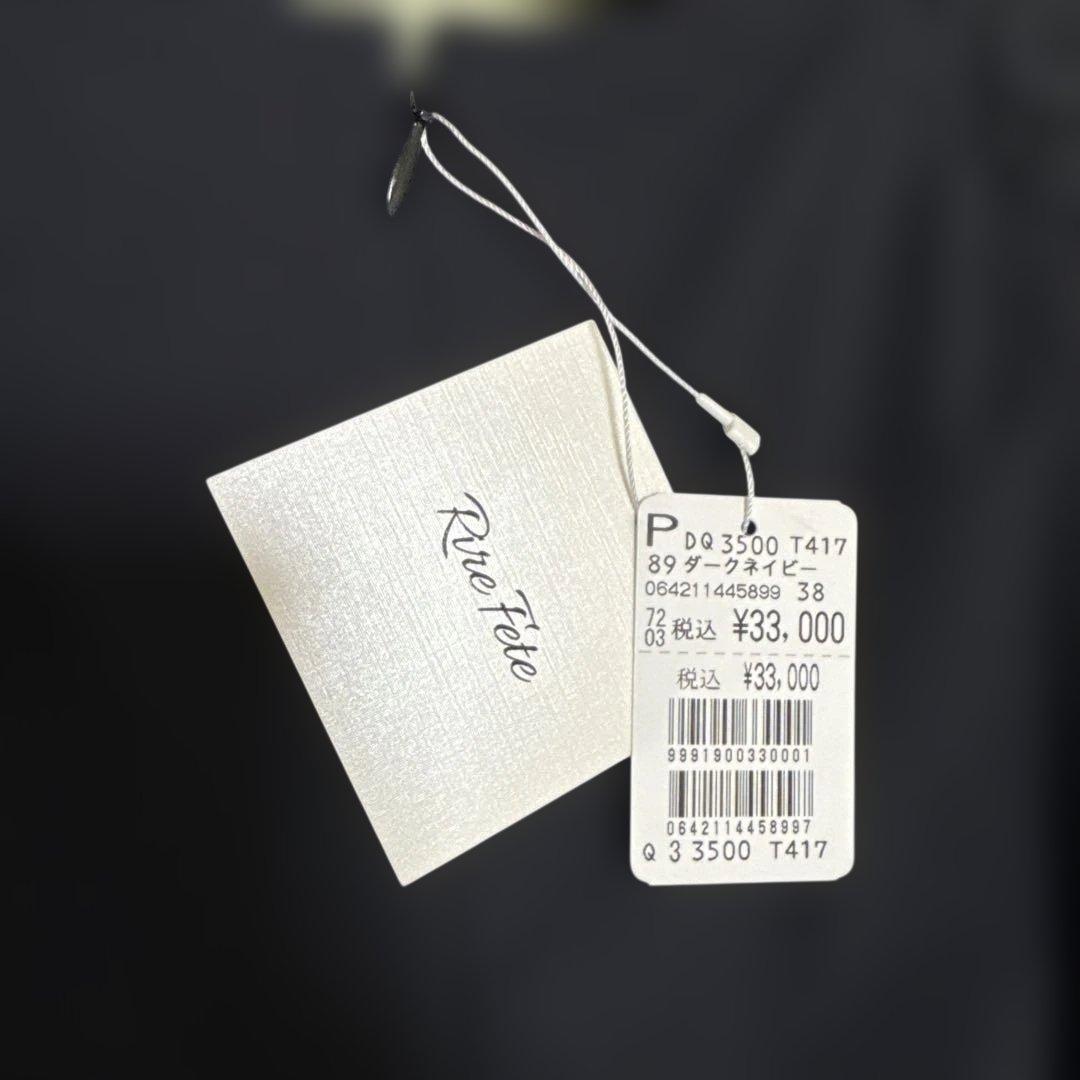 Rire Fête
P DQ 3500 T417
89 ダークネイビー
064211445899 38
72
03 税込 ¥33,000
税込 ¥33,000
9991900330001
0642114458997
Q 3 3500 T417